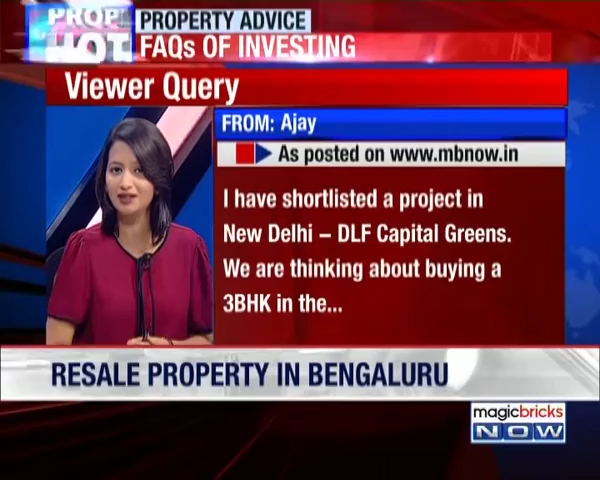 PROP
HOT
PROPERTY ADVICE
FAQs OF INVESTING
Viewer Query
FROM: Ajay
As posted on www.mbnow.in
I have shortlisted a project in
New Delhi – DLF Capital Greens.
We are thinking about buying a
3BHK in the...
RESALE PROPERTY IN BENGALURU
magicbricks
NOW